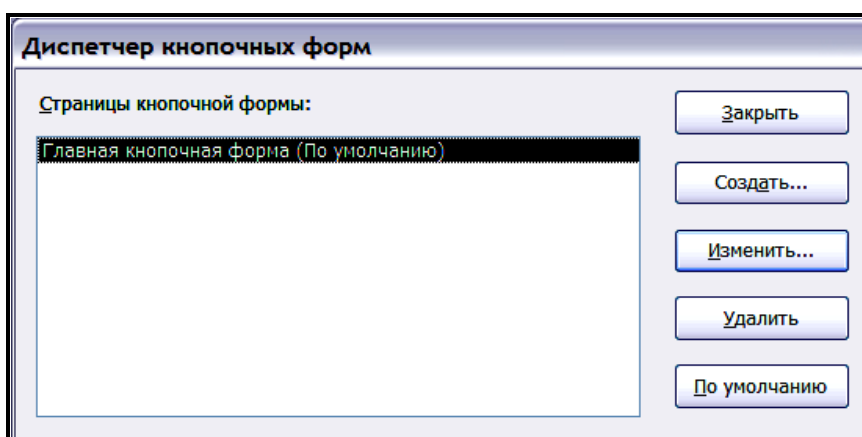 Диспетчер кнопочных форм
Страницы кнопочной формы:
Главная кнопочная форма (По умолчанию)
Закрыть
Создать...
Изменить...
Удалить
По умолчанию